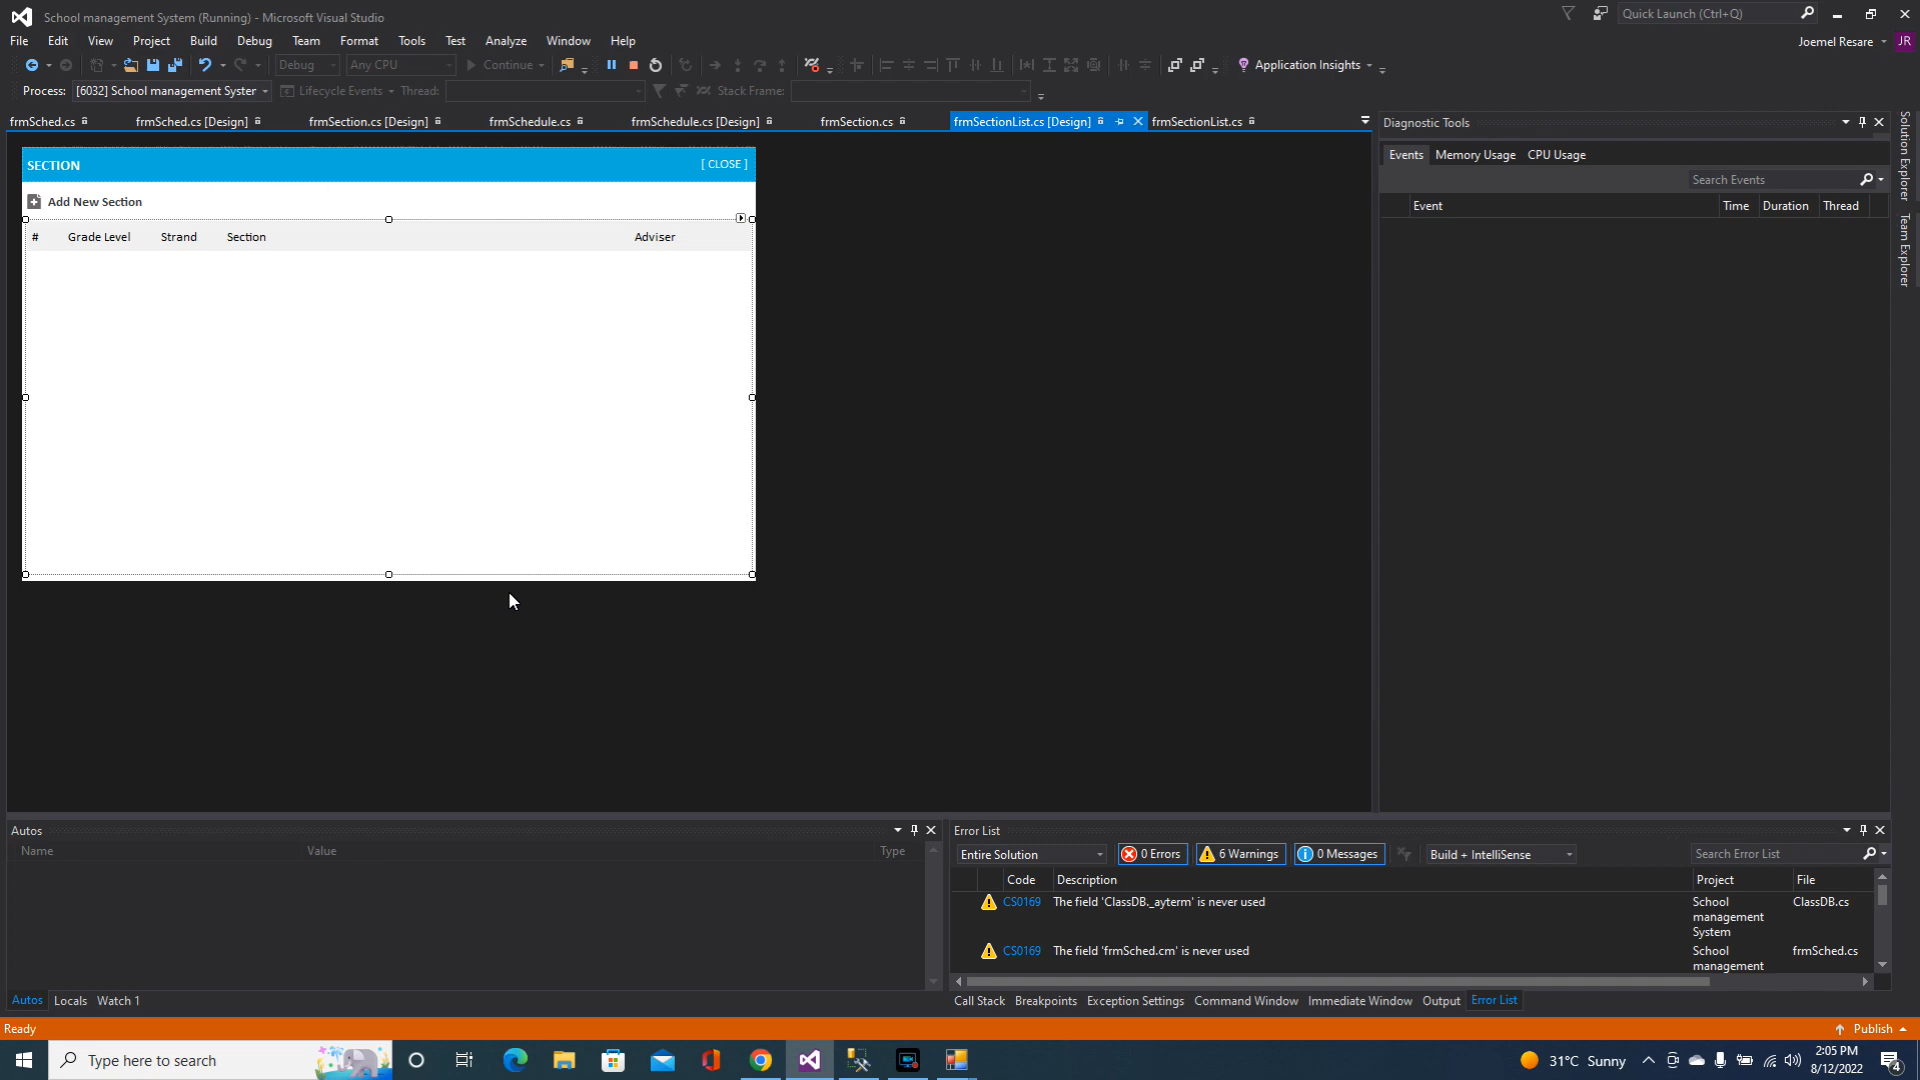 School management System (Running) - Microsoft Visual Studio
Quick Launch (Ctrl+Q)
File Edit View Project Build Debug Team Format Tools Test Analyze Window Help
Joemel Resare JR
Debug Any CPU Continue Application Insights
Process: [6032] School management System Lifecycle Events Thread: Stack Frame:
frmSched.cs frmSched.cs [Design] frmSection.cs [Design] frmSchedule.cs frmSchedule.cs [Design] frmSection.cs frmSectionList.cs [Design] frmSectionList.cs
Diagnostic Tools
Solution Explorer
Team Explorer
Events Memory Usage CPU Usage
Search Events
Event Time Duration Thread
SECTION [ CLOSE ]
Add New Section
# Grade Level Strand Section Adviser
Autos
Name Value Type
Autos Locals Watch 1
Error List
Entire Solution 0 Errors 6 Warnings 0 Messages Build + IntelliSense Search Error List
Code Description Project File
CS0169 The field 'ClassDB._ayterm' is never used School management System ClassDB.cs
CS0169 The field 'frmSched.cm' is never used School management frmSched.cs
Call Stack Breakpoints Exception Settings Command Window Immediate Window Output Error List
Ready Publish
Type here to search
31°C Sunny
2:05 PM
8/12/2022
4